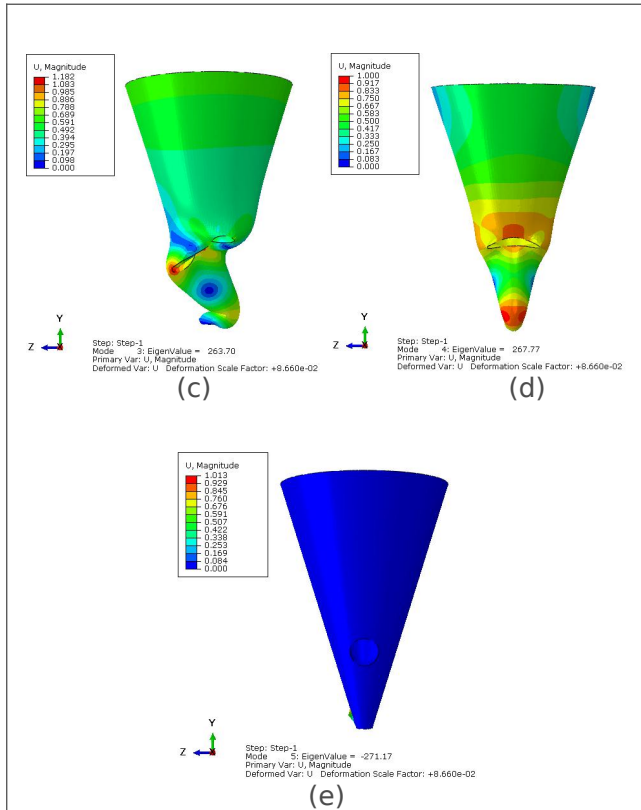 U, Magnitude
1.182
1.083
0.985
0.886
0.788
0.689
0.591
0.492
0.394
0.295
0.197
0.098
0.000
Y
Z
X
Step: Step-1
Mode 3: EigenValue = 263.70
Primary Var: U, Magnitude
Deformed Var: U Deformation Scale Factor: +8.660e-02
(c)
U, Magnitude
1.000
0.917
0.833
0.750
0.667
0.583
0.500
0.417
0.333
0.250
0.167
0.083
0.000
Y
Z
X
Step: Step-1
Mode 4: EigenValue = 267.77
Primary Var: U, Magnitude
Deformed Var: U Deformation Scale Factor: +8.660e-02
(d)
U, Magnitude
1.013
0.929
0.845
0.760
0.676
0.591
0.507
0.422
0.338
0.253
0.169
0.084
0.000
Y
Z
X
Step: Step-1
Mode 5: EigenValue = -271.17
Primary Var: U, Magnitude
Deformed Var: U Deformation Scale Factor: +8.660e-02
(e)